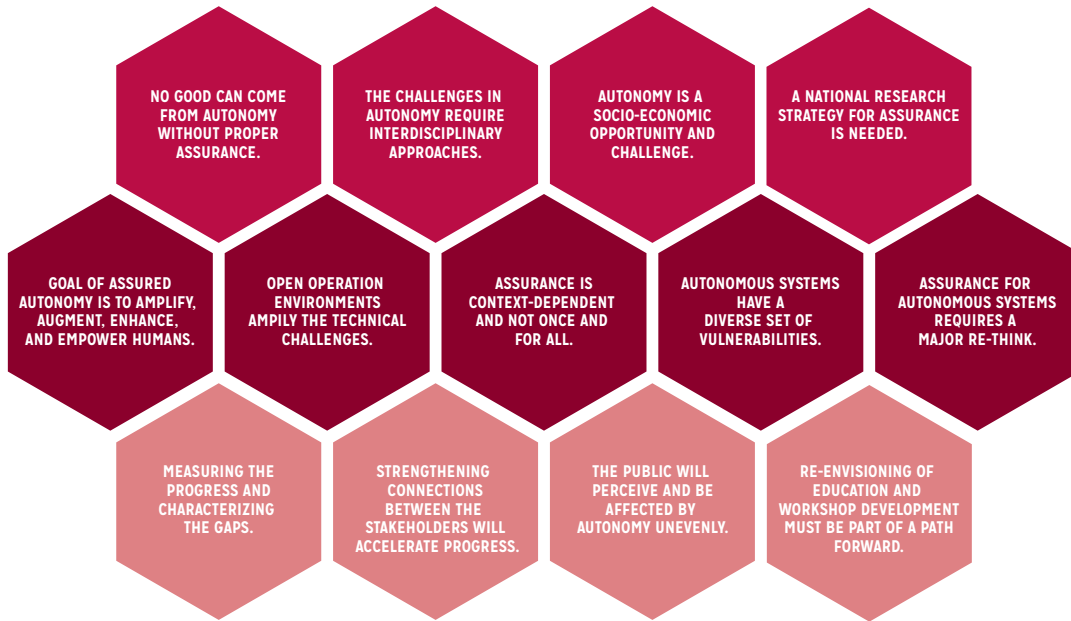 NO GOOD CAN COME
FROM AUTONOMY
WITHOUT PROPER
ASSURANCE.
THE CHALLENGES IN
AUTONOMY REQUIRE
INTERDISCIPLINARY
APPROACHES.
AUTONOMY IS A
SOCIO-ECONOMIC
OPPORTUNITY AND
CHALLENGE.
A NATIONAL RESEARCH
STRATEGY FOR ASSURANCE
IS NEEDED.
GOAL OF ASSURED
AUTONOMY IS TO AMPLIFY,
AUGMENT, ENHANCE,
AND EMPOWER HUMANS.
OPEN OPERATION
ENVIRONMENTS
AMPILY THE TECHNICAL
CHALLENGES.
ASSURANCE IS
CONTEXT-DEPENDENT
AND NOT ONCE AND
FOR ALL.
AUTONOMOUS SYSTEMS
HAVE A
DIVERSE SET OF
VULNERABILITIES.
ASSURANCE FOR
AUTONOMOUS SYSTEMS
REQUIRES A
MAJOR RE-THINK.
MEASURING THE
PROGRESS AND
CHARACTERIZING
THE GAPS.
STRENGTHENING
CONNECTIONS
BETWEEN THE
STAKEHOLDERS WILL
ACCELERATE PROGRESS.
THE PUBLIC WILL
PERCEIVE AND BE
AFFECTED BY
AUTONOMY UNEVENLY.
RE-ENVISIONING OF
EDUCATION AND
WORKSHOP DEVELOPMENT
MUST BE PART OF A PATH
FORWARD.